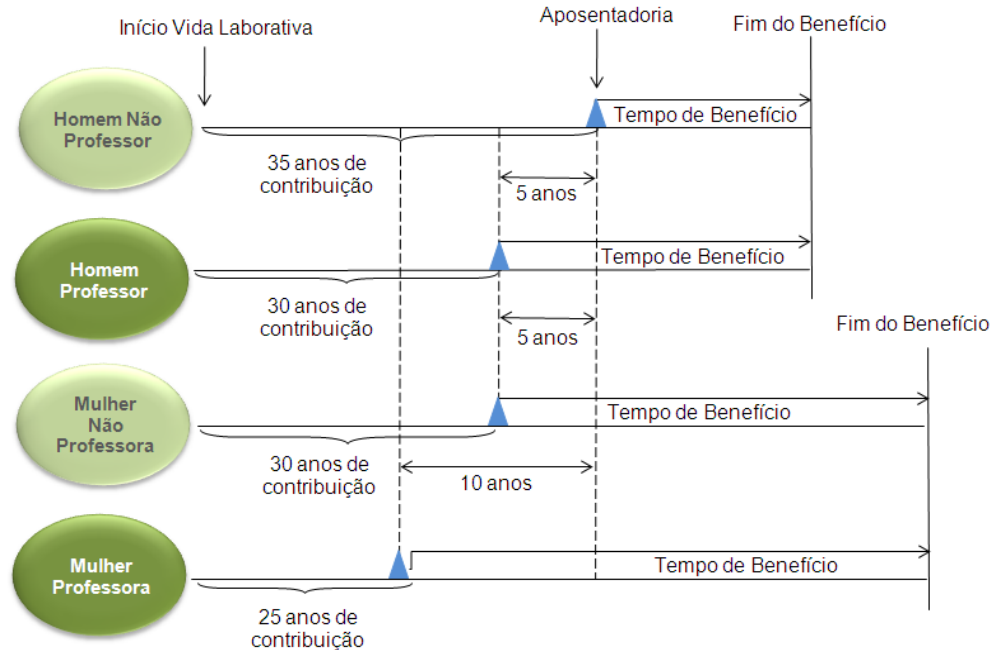 Início Vida Laborativa
Aposentadoria
Fim do Benefício
Homem Não
Professor
Tempo de Benefício
35 anos de
contribuição
5 anos
Homem
Professor
Tempo de Benefício
30 anos de
contribuição
5 anos
Fim do Benefício
Mulher
Não
Professora
Tempo de Benefício
30 anos de
contribuição
10 anos
Mulher
Professora
Tempo de Benefício
25 anos de
contribuição